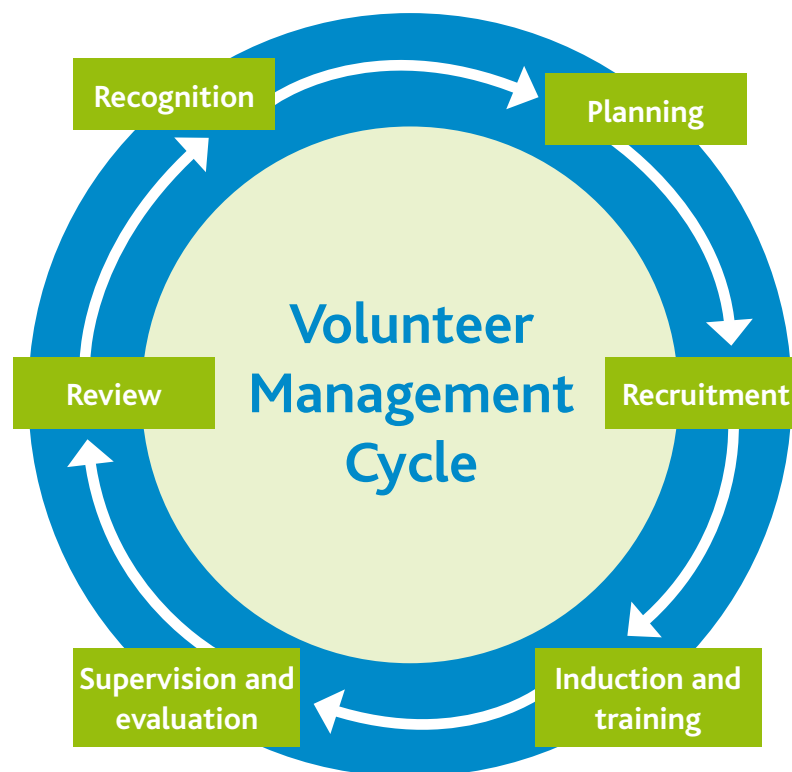 Recognition
Planning
Volunteer
Management
Cycle
Review
Recruitment
Supervision and
evaluation
Induction and
training